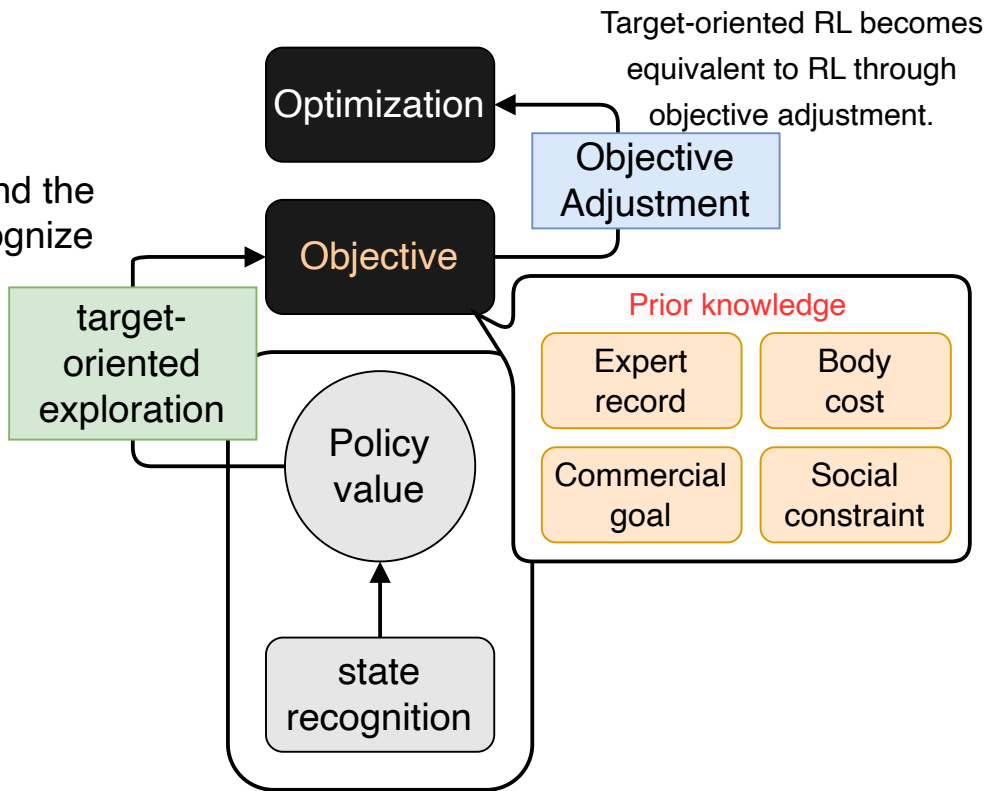 Target-oriented RL becomes
equivalent to RL through
objective adjustment.
Optimization
Objective
Adjustment
nd the
ognize
Objective
target-
oriented
exploration
Prior knowledge
Expert
record
Body
cost
Commercial
goal
Social
constraint
Policy
value
state
recognition